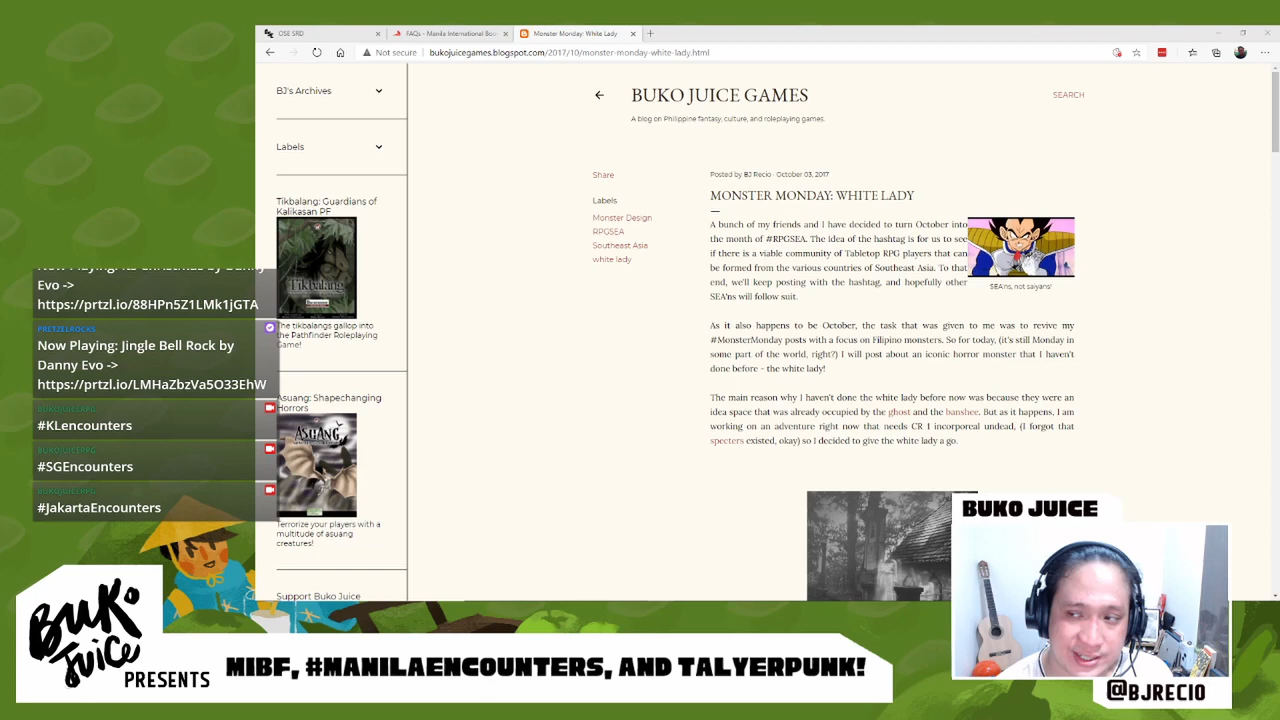 OSE SRD
FAQs - Manila International Boo
Monster Monday: White Lady
Not secure
bukojuicegames.blogspot.com/2017/10/monster-monday-white-lady.html
BJ's Archives
Labels
Tikbalang: Guardians of
Kalikasan PF
Tikbalang
The tikbalangs gallop into
the Pathfinder Roleplaying
Game!
Asuang: Shapechanging
Horrors
ASUANG
Terrorize your players with a
multitude of asuang
creatures!
Support Buko Juice
BUKO JUICE GAMES
SEARCH
A blog on Philippine fantasy, culture, and roleplaying games.
Share
Labels
Monster Design
RPGSEA
Southeast Asia
white lady
Posted by BJ Recio - October 03, 2017
MONSTER MONDAY: WHITE LADY
A bunch of my friends and I have decided to turn October into
the month of #RPGSEA. The idea of the hashtag is for us to see
if there is a viable community of Tabletop RPG players that can
be formed from the various countries of Southeast Asia. To that
end, we'll keep posting with the hashtag, and hopefully other
SEA'ns will follow suit.
SEA'ns, not saiyans!
As it also happens to be October, the task that was given to me was to revive my
#MonsterMonday posts with a focus on Filipino monsters. So for today, (it's still Monday in
some part of the world, right?) I will post about an iconic horror monster that I haven't
done before - the white lady!
The main reason why I haven't done the white lady before now was because they were an
idea space that was already occupied by the ghost and the banshee. But as it happens, I am
working on an adventure right now that needs CR 1 incorporeal undead, (I forgot that
specters existed, okay) so I decided to give the white lady a go.
Now Playing: Its Christmas by Danny
Evo ->
https://prtzl.io/88HPn5Z1LMk1jGTA
PRETZELROCKS
Now Playing: Jingle Bell Rock by
Danny Evo ->
https://prtzl.io/LMHaZbzVa5O33EhW
BUKOJUICERPG
#KLencounters
BUKOJUICERPG
#SGEncounters
BUKOJUICERPG
#JakartaEncounters
BUKO JUICE
BUKO
JUICE
PRESENTS
MIBF, #MANILAENCOUNTERS, AND TALYERPUNK!
@BJRECIO